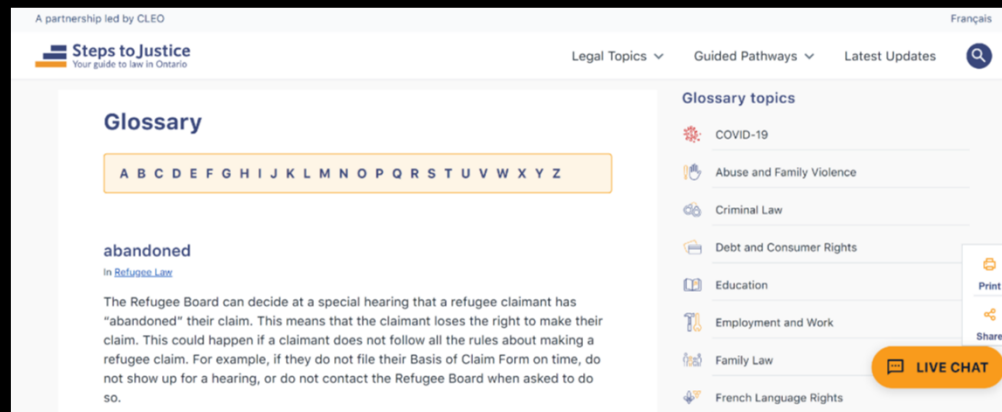 A partnership led by CLEO
Français
Steps to Justice
Your guide to law in Ontario
Legal Topics
Guided Pathways
Latest Updates
Glossary
A B C D E F G H I J K L M N O P Q R S T U V W X Y Z
abandoned
In Refugee Law
The Refugee Board can decide at a special hearing that a refugee claimant has
“abandoned” their claim. This means that the claimant loses the right to make their
claim. This could happen if a claimant does not follow all the rules about making a
refugee claim. For example, if they do not file their Basis of Claim Form on time, do
not show up for a hearing, or do not contact the Refugee Board when asked to do
so.
Glossary topics
COVID-19
Abuse and Family Violence
Criminal Law
Debt and Consumer Rights
Education
Employment and Work
Family Law
French Language Rights
Print
Share
LIVE CHAT